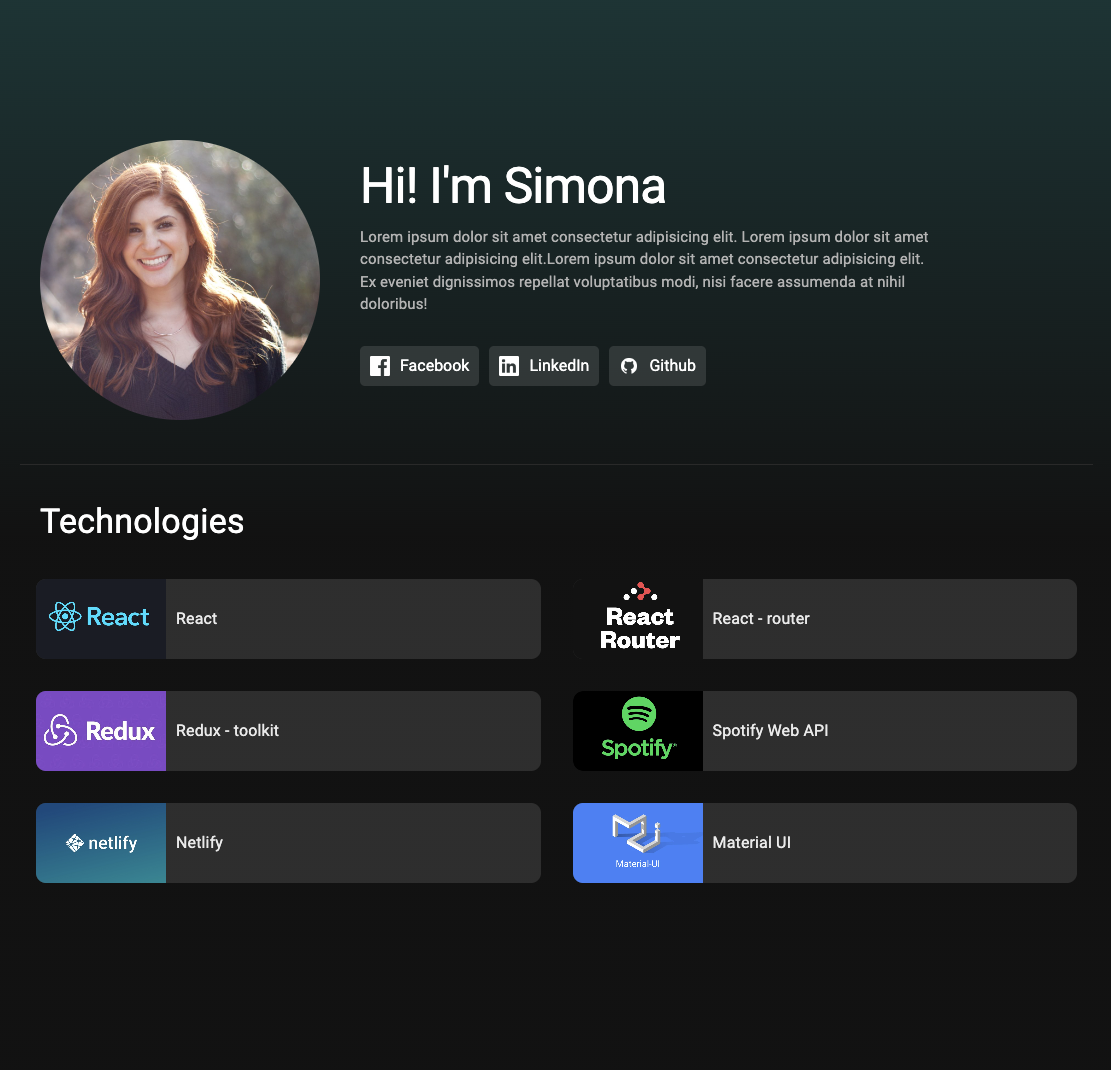 Hi! I'm Simona
Lorem ipsum dolor sit amet consectetur adipisicing elit. Lorem ipsum dolor sit amet
consectetur adipisicing elit.Lorem ipsum dolor sit amet consectetur adipisicing elit.
Ex eveniet dignissimos repellat voluptatibus modi, nisi facere assumenda at nihil
doloribus!
Facebook
LinkedIn
Github
Technologies
React
React
React
Router
React - router
Redux
Redux - toolkit
Spotify™
Spotify Web API
netlify
Netlify
Material-UI
Material UI